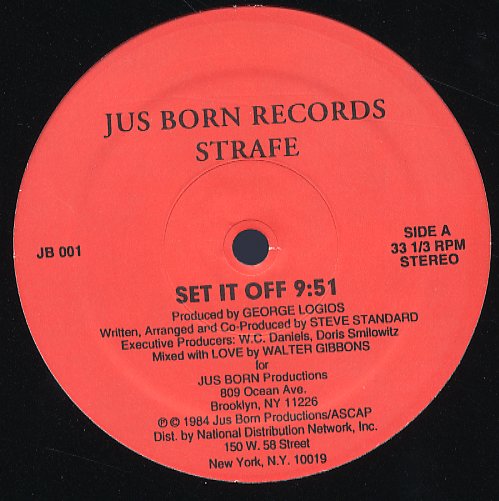 JUS BORN RECORDS
STRAFE
JB 001
SIDE A
33 1/3 RPM
STEREO
SET IT OFF 9:51
Produced by GEORGE LOGIOS
Written, Arranged and Co-Produced by STEVE STANDARD
Executive Producers: W.C. Daniels, Doris Smilowitz
Mixed with LOVE by WALTER GIBBONS
for
JUS BORN Productions
809 Ocean Ave.
Brooklyn, NY 11226
℗ © 1984 Jus Born Productions/ASCAP
Dist. by National Distribution Network, Inc.
150 W. 58 Street
New York, N.Y. 10019